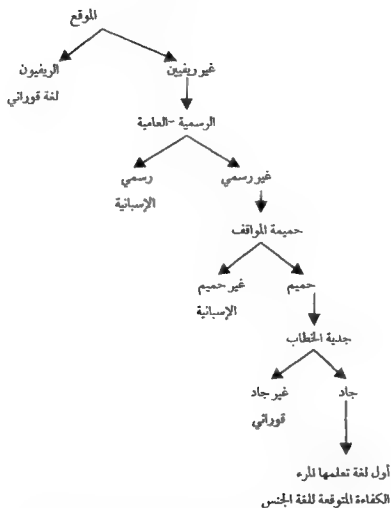 الموقع
غير ريفيين
الريفيون
لغة قوراني
الرسمية -العامية
غير رسمي
رسمي
الإسبانية
حميمة المواقف
حميم
غير حميم
الإسبانية
جدية الخطاب
جاد
غير جاد
قوراني
أول لغة تعلمها المرء
الكفاءة المتوقعة للغة الجنس